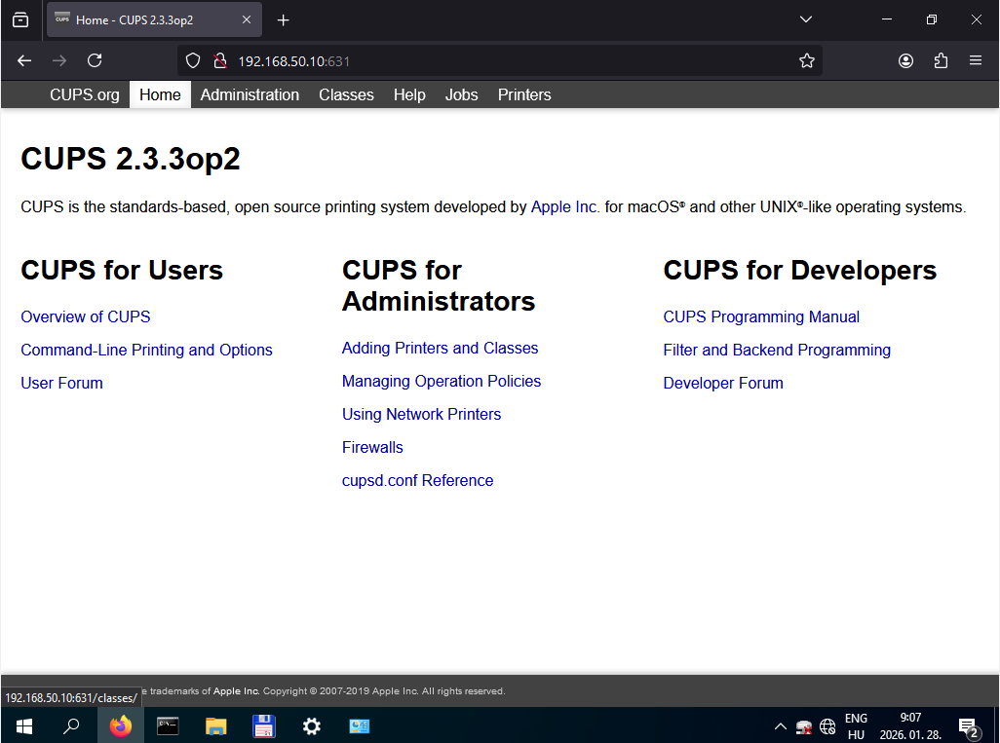 CUPS Home - CUPS 2.3.3op2
192.168.50.10:631
CUPS.org Home Administration Classes Help Jobs Printers
CUPS 2.3.3op2
CUPS is the standards-based, open source printing system developed by Apple Inc. for macOS® and other UNIX®-like operating systems.
CUPS for Users
Overview of CUPS
Command-Line Printing and Options
User Forum
CUPS for
Administrators
Adding Printers and Classes
Managing Operation Policies
Using Network Printers
Firewalls
cupsd.conf Reference
CUPS for Developers
CUPS Programming Manual
Filter and Backend Programming
Developer Forum
e trademarks of Apple Inc. Copyright © 2007-2019 Apple Inc. All rights reserved.
192.168.50.10:631/classes/
ENG
HU
9:07
2026. 01. 28.
2